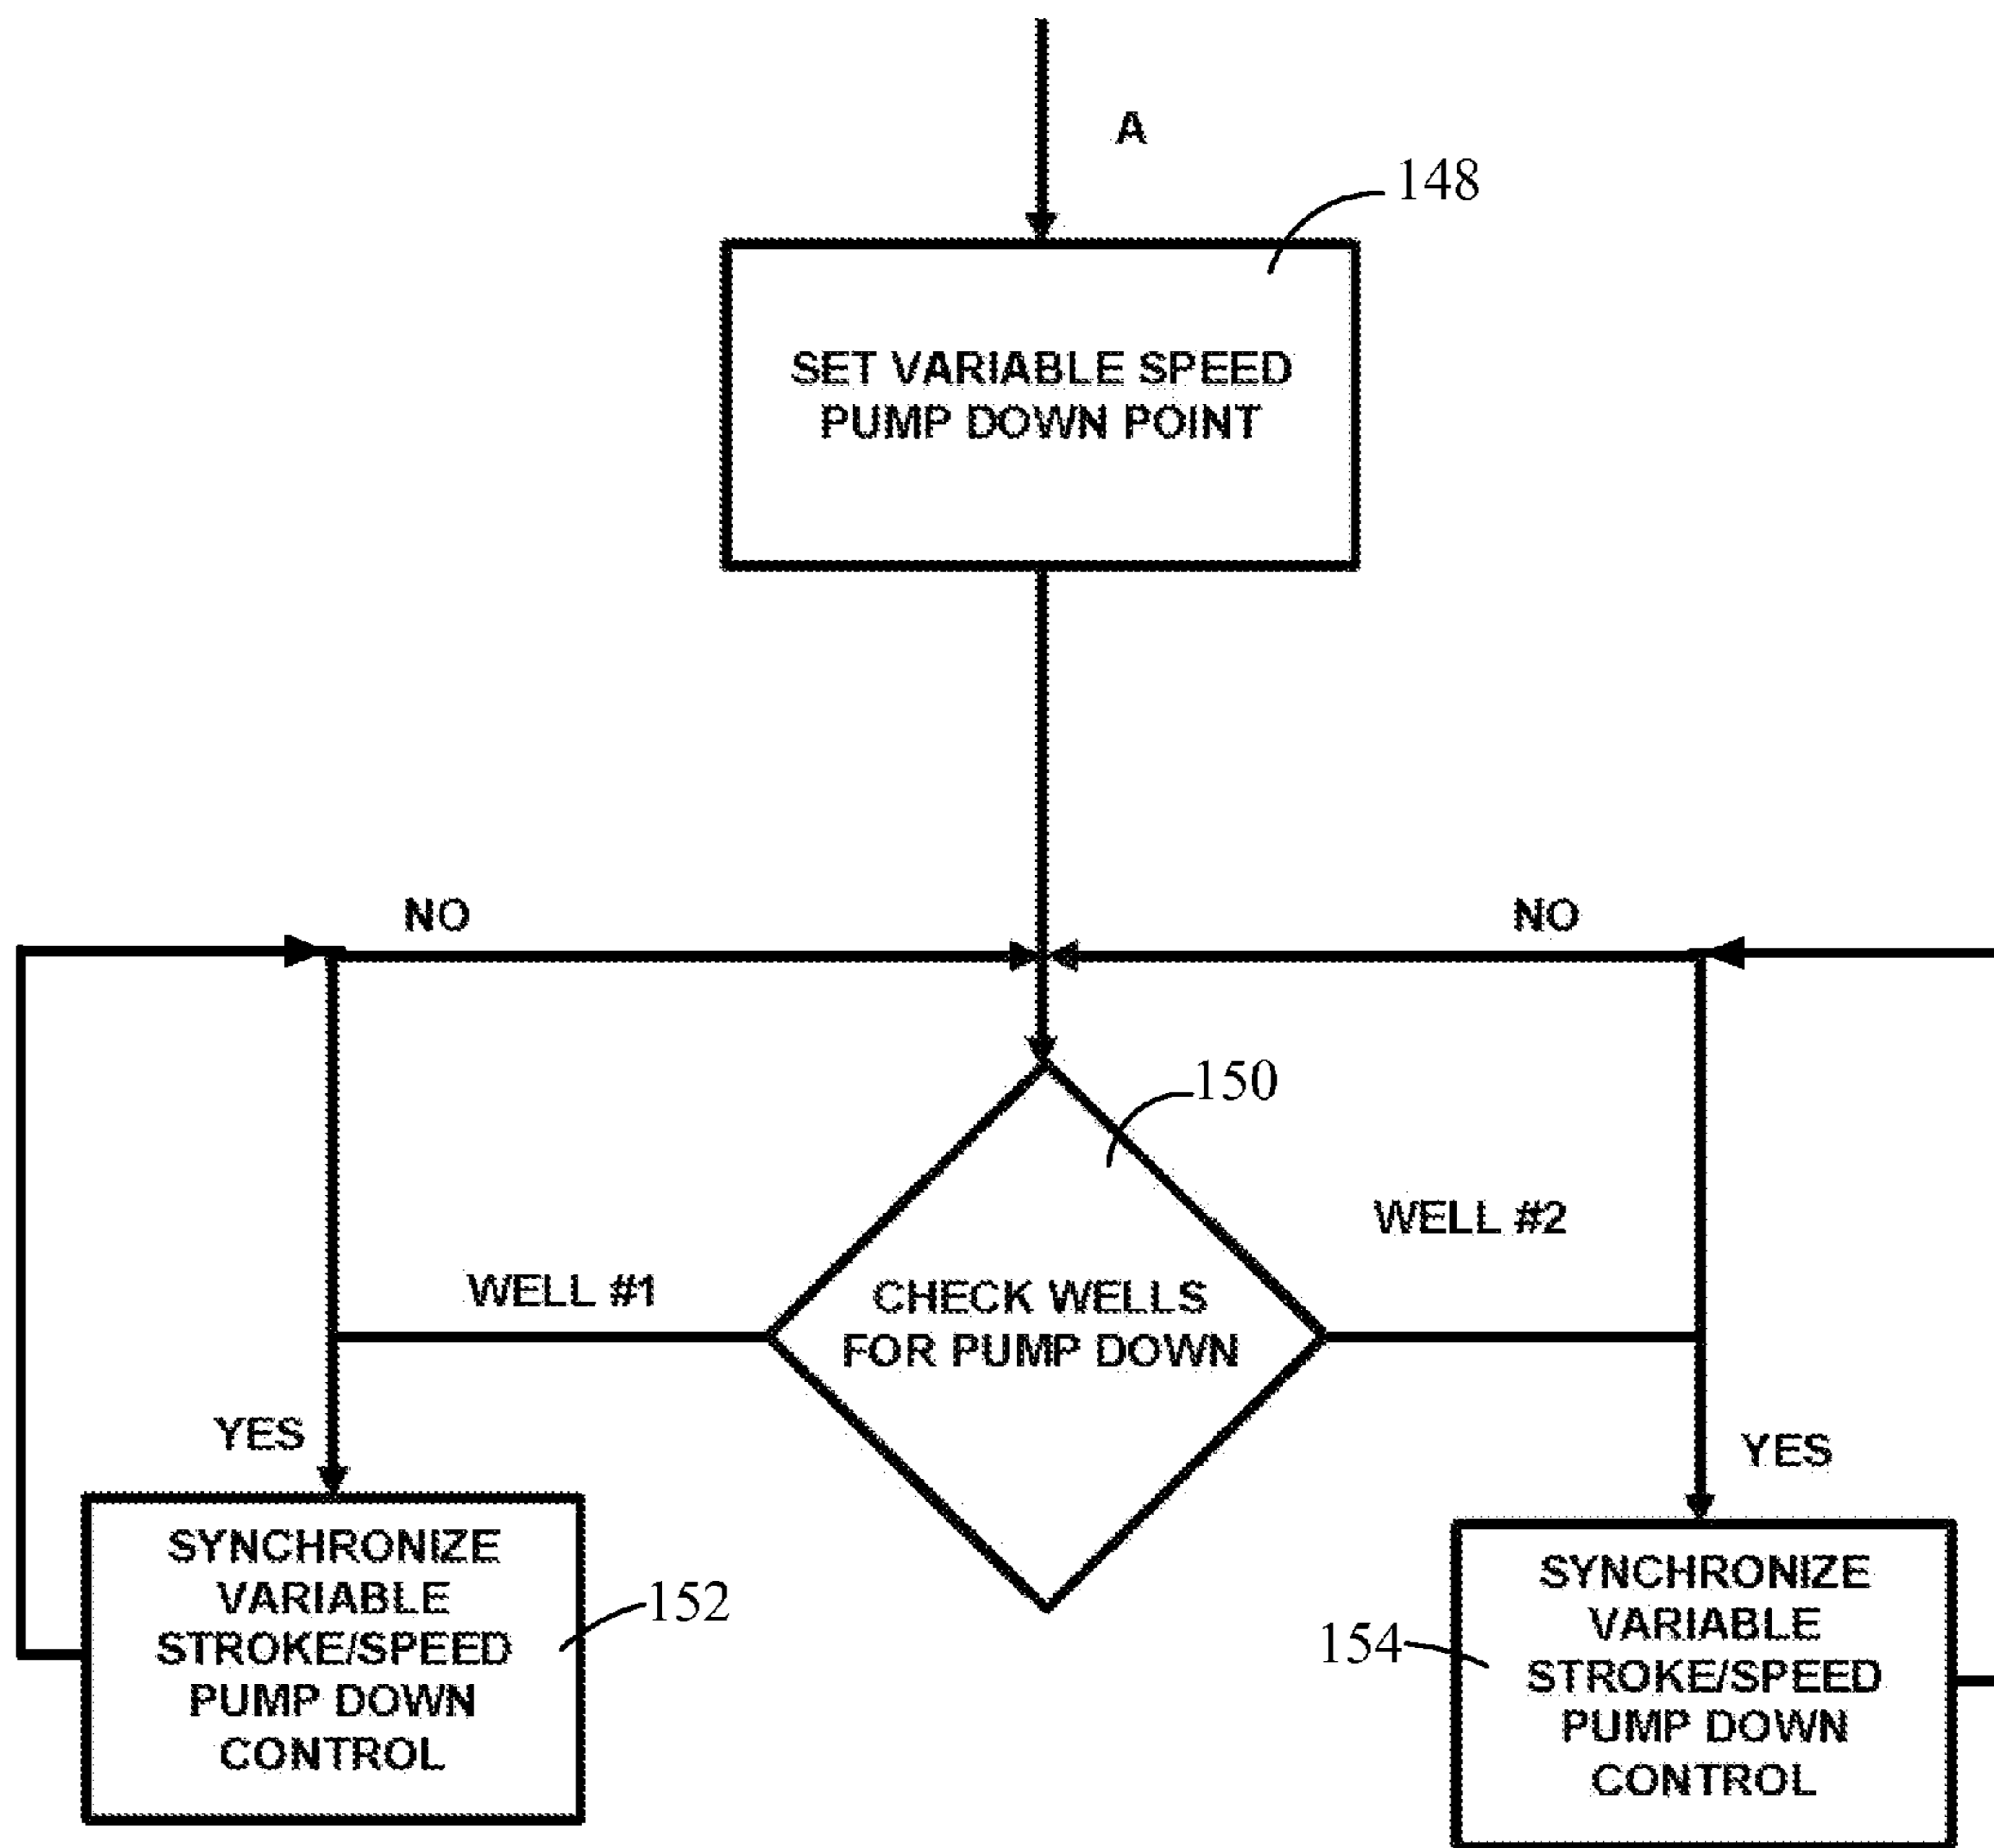 A
148
SET VARIABLE SPEED
PUMP DOWN POINT
NO
NO
150
WELL #2
WELL #1
CHECK WELLS
FOR PUMP DOWN
YES
YES
SYNCHRONIZE
VARIABLE
STROKE/SPEED
PUMP DOWN
CONTROL
152
154
SYNCHRONIZE
VARIABLE
STROKE/SPEED
PUMP DOWN
CONTROL